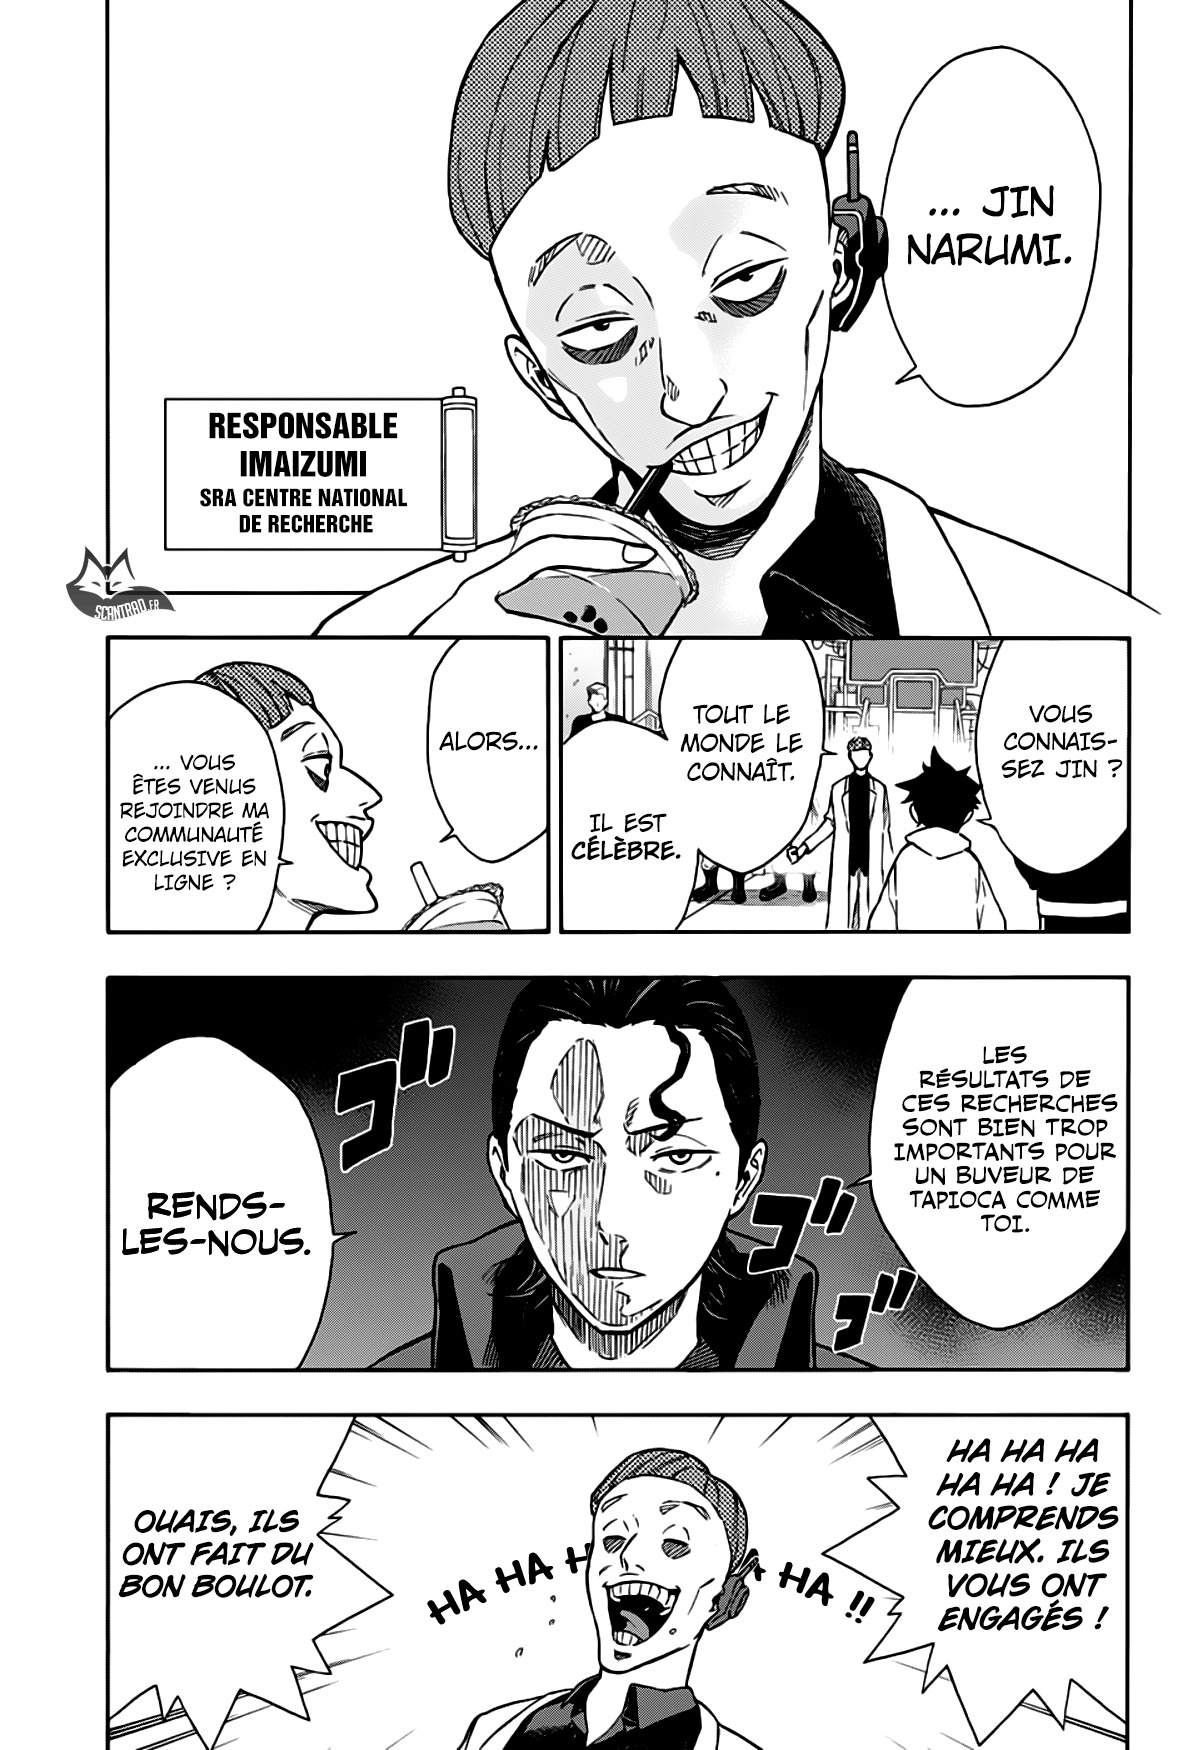 ... JIN
NARUMI.
RESPONSABLE
IMAIZUMI
SRA CENTRE NATIONAL
DE RECHERCHE
SCANTRAD.FR
VOUS
CONNAIS-
SEZ JIN ?
TOUT LE
MONDE LE
CONNAÎT.
IL EST
CÉLÈBRE.
ALORS...
... VOUS
ÊTES VENUS
REJOINDRE MA
COMMUNAUTÉ
EXCLUSIVE EN
LIGNE ?
LES
RÉSULTATS DE
CES RECHERCHES
SONT BIEN TROP
IMPORTANTS POUR
UN BUVEUR DE
TAPIOCA COMME
TOI.
ゴ
ゴ
ゴ
RENDS-
LES-NOUS.
HA HA HA
HA HA ! JE
COMPRENDS
MIEUX. ILS
VOUS ONT
ENGAGÉS !
HA HA H A HA !!
OUAIS, ILS
ONT FAIT DU
BON BOULOT.